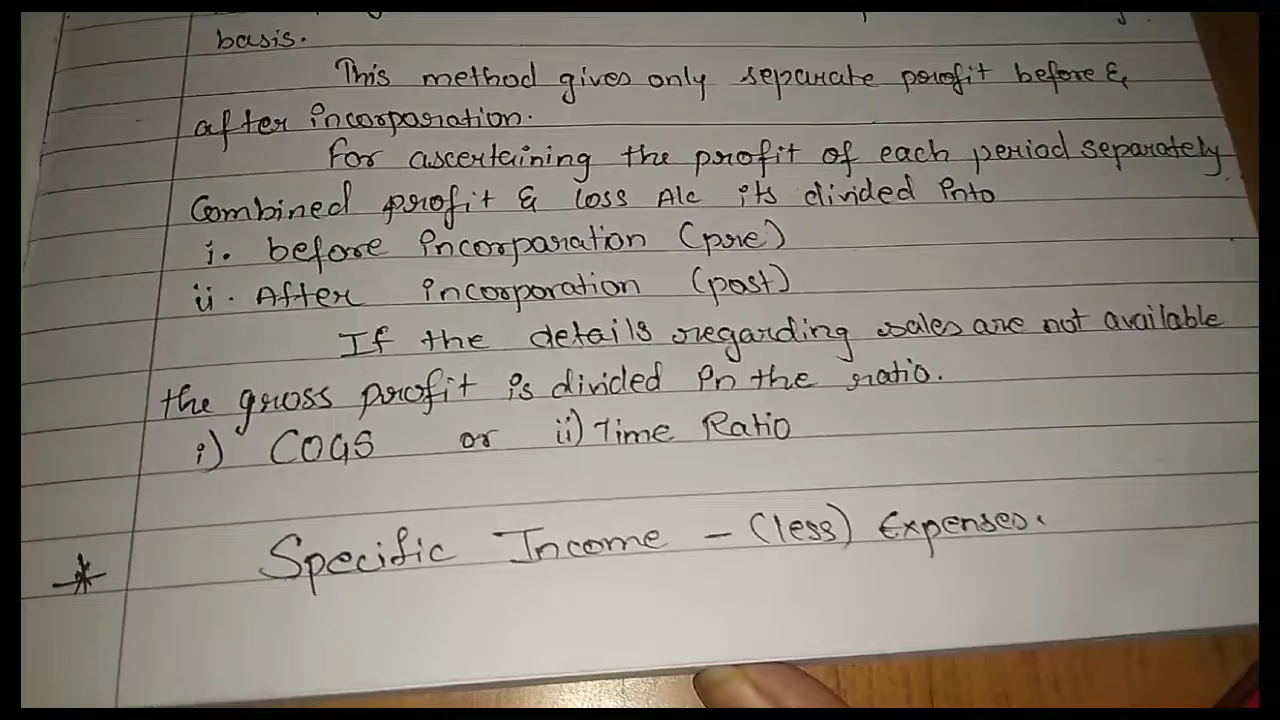 basis.
This method gives only separate profit before &
after incorporation.
For ascertaining the profit of each period separately
Combined profit & loss A/c its divided into
i. before incorporation (pre)
ii. After incorporation (post)
If the details regarding sales are not available
the gross profit is divided in the ratio.
i) COGS or ii) Time Ratio
* Specific Income - (less) Expenses.